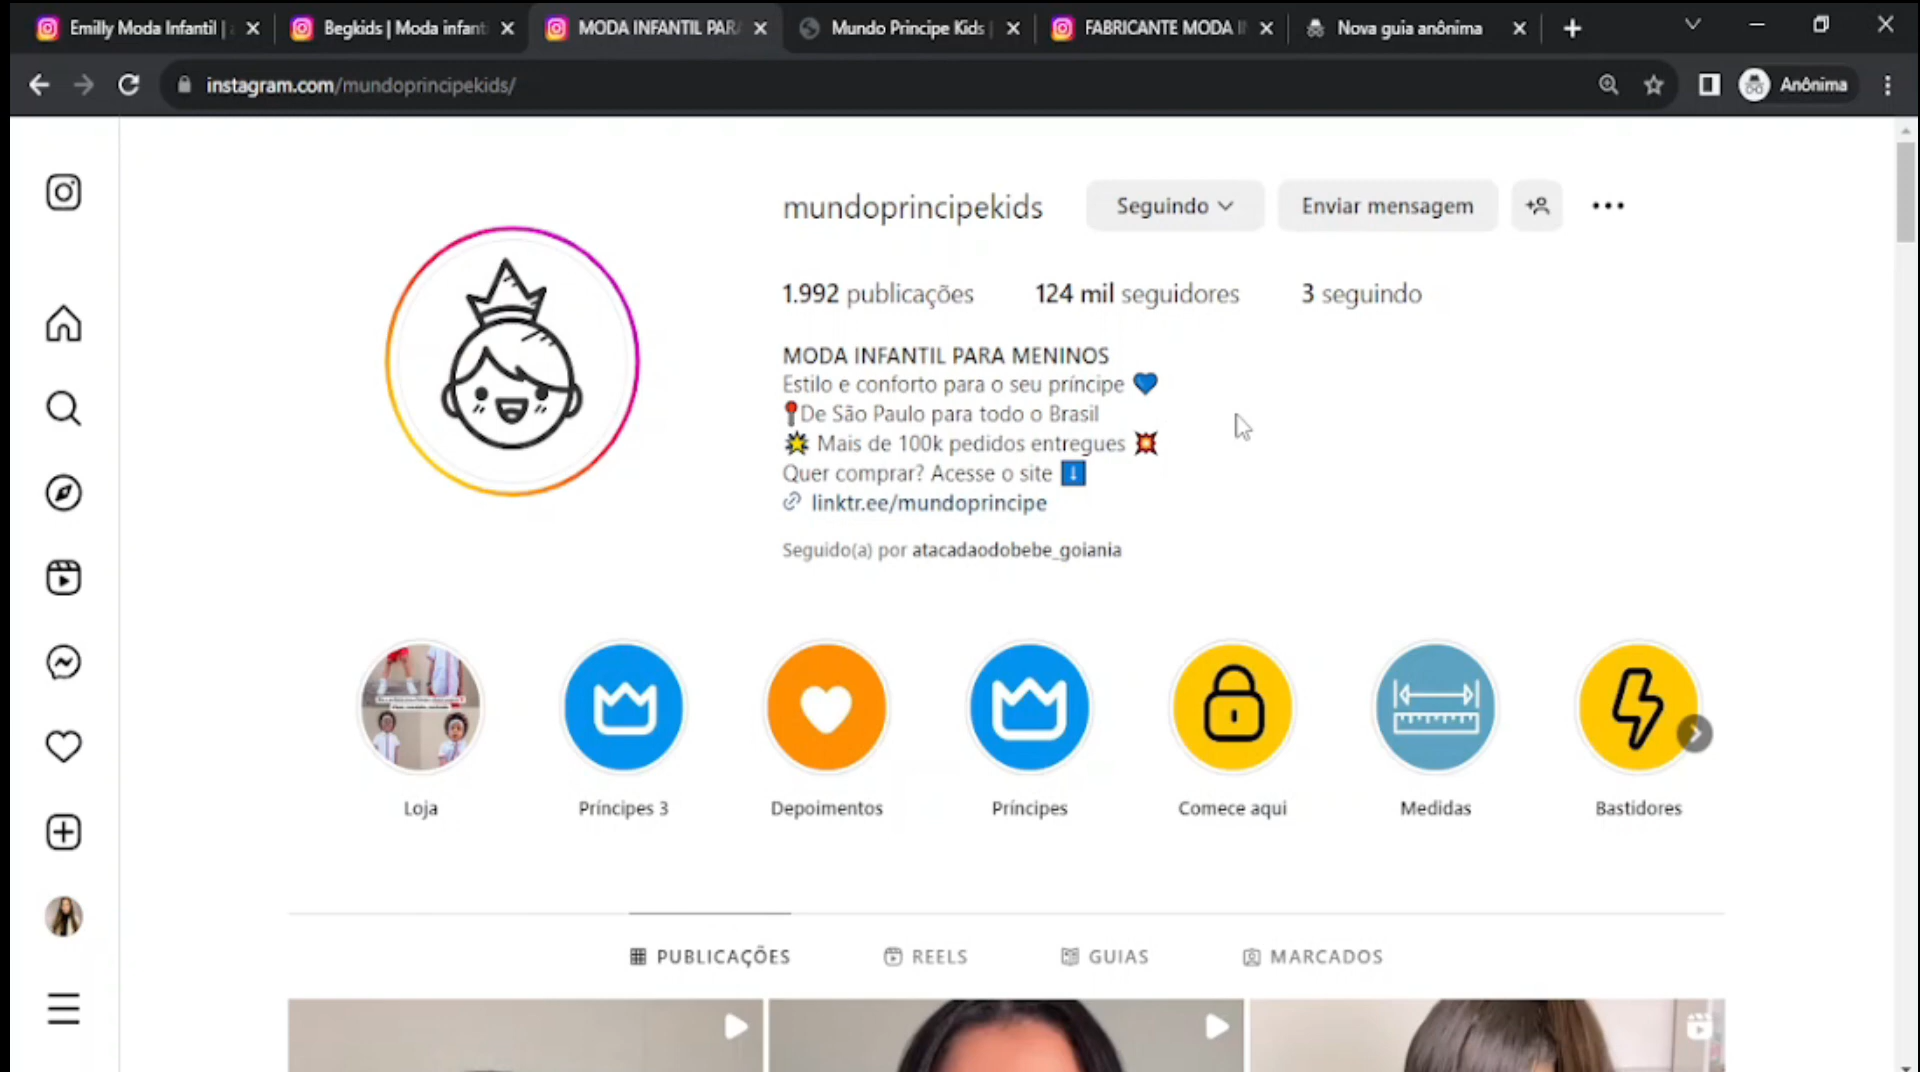 Emilly Moda Infantil |
Begkids | Moda infant
MODA INFANTIL PAR
Mundo Principe Kids |
FABRICANTE MODA I
Nova guia anônima
instagram.com/mundoprincipekids/
Anônima
mundoprincipekids
Seguindo
Enviar mensagem
1.992 publicações
124 mil seguidores
3 seguindo
MODA INFANTIL PARA MENINOS
Estilo e conforto para o seu príncipe 💙
📍De São Paulo para todo o Brasil
🌟 Mais de 100k pedidos entregues 💥
Quer comprar? Acesse o site ⬇️
linktr.ee/mundoprincipe
Seguido(a) por atacadaodobebe_goiania
Loja
Príncipes 3
Depoimentos
Príncipes
Comece aqui
Medidas
Bastidores
PUBLICAÇÕES
REELS
GUIAS
MARCADOS